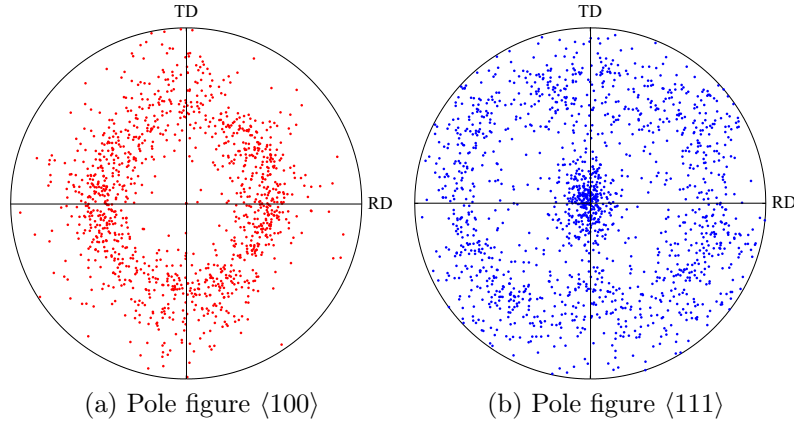 TD
TD
RD
RD
(a) Pole figure ⟨100⟩
(b) Pole figure ⟨111⟩